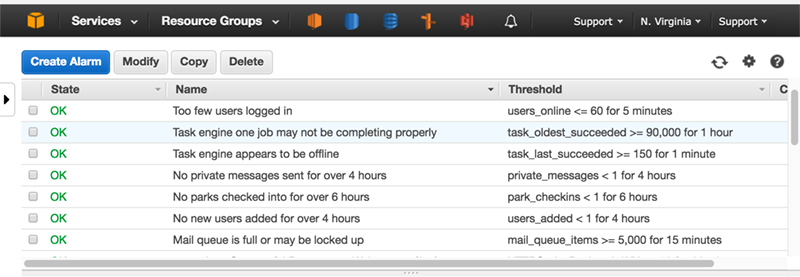 Services Resource Groups Support N. Virginia Support
Create Alarm Modify Copy Delete
State Name Threshold C
OK Too few users logged in users_online <= 60 for 5 minutes
OK Task engine one job may not be completing properly task_oldest_succeeded >= 90,000 for 1 hour
OK Task engine appears to be offline task_last_succeeded >= 150 for 1 minute
OK No private messages sent for over 4 hours private_messages < 1 for 4 hours
OK No parks checked into for over 6 hours park_checkins < 1 for 6 hours
OK No new users added for over 4 hours users_added < 1 for 4 hours
OK Mail queue is full or may be locked up mail_queue_items >= 5,000 for 15 minutes